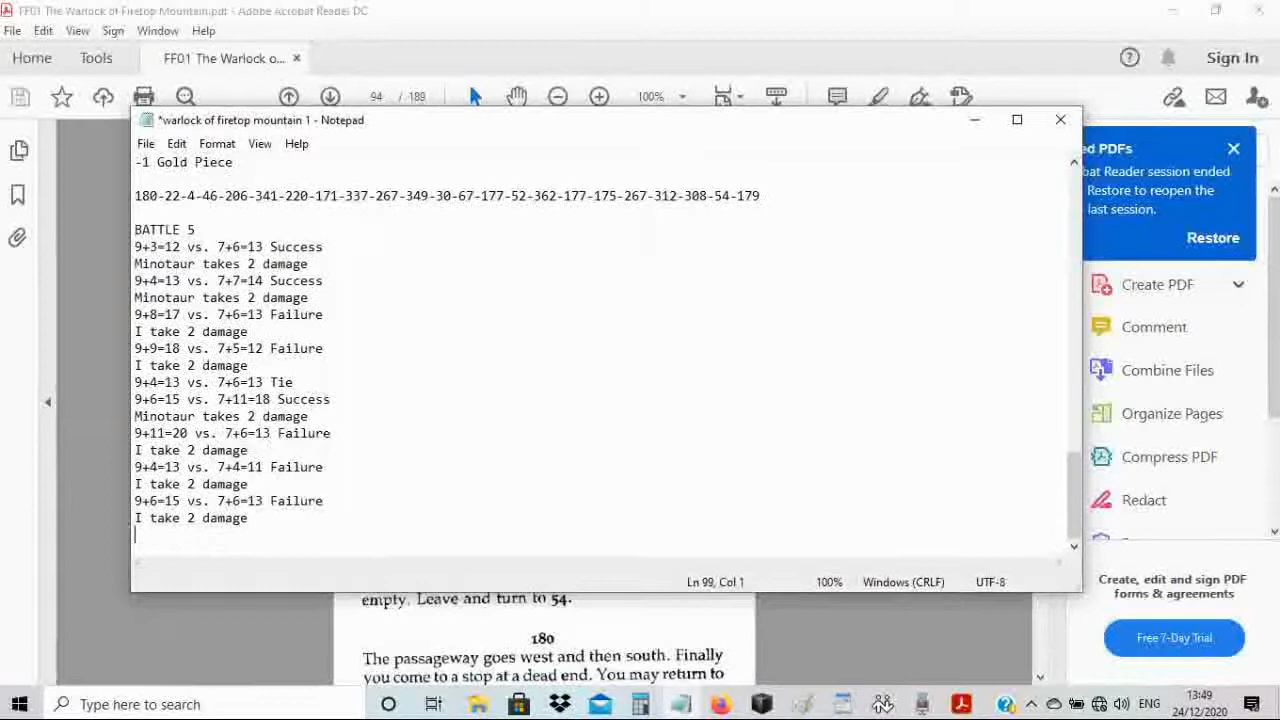 FF01 The Warlock of Firetop Mountain.pdf - Adobe Acrobat Reader DC
File Edit View Sign Window Help
Home Tools FF01 The Warlock o... ×
Sign In
94 / 189 100%
*warlock of firetop mountain 1 - Notepad
File Edit Format View Help
-1 Gold Piece
180-22-4-46-206-341-220-171-337-267-349-30-67-177-52-362-177-175-267-312-308-54-179
BATTLE 5
9+3=12 vs. 7+6=13 Success
Minotaur takes 2 damage
9+4=13 vs. 7+7=14 Success
Minotaur takes 2 damage
9+8=17 vs. 7+6=13 Failure
I take 2 damage
9+9=18 vs. 7+5=12 Failure
I take 2 damage
9+4=13 vs. 7+6=13 Tie
9+6=15 vs. 7+11=18 Success
Minotaur takes 2 damage
9+11=20 vs. 7+6=13 Failure
I take 2 damage
9+4=13 vs. 7+4=11 Failure
I take 2 damage
9+6=15 vs. 7+6=13 Failure
I take 2 damage
Ln 99, Col 1 100% Windows (CRLF) UTF-8
ed PDFs
bat Reader session ended
Restore to reopen the
last session.
Restore
Create PDF
Comment
Combine Files
Organize Pages
Compress PDF
Redact
Create, edit and sign PDF
forms & agreements
Free 7-Day Trial
empty. Leave and turn to 54.
180
The passageway goes west and then south. Finally
you come to a stop at a dead end. You may return to
Type here to search
ENG
13:49
24/12/2020